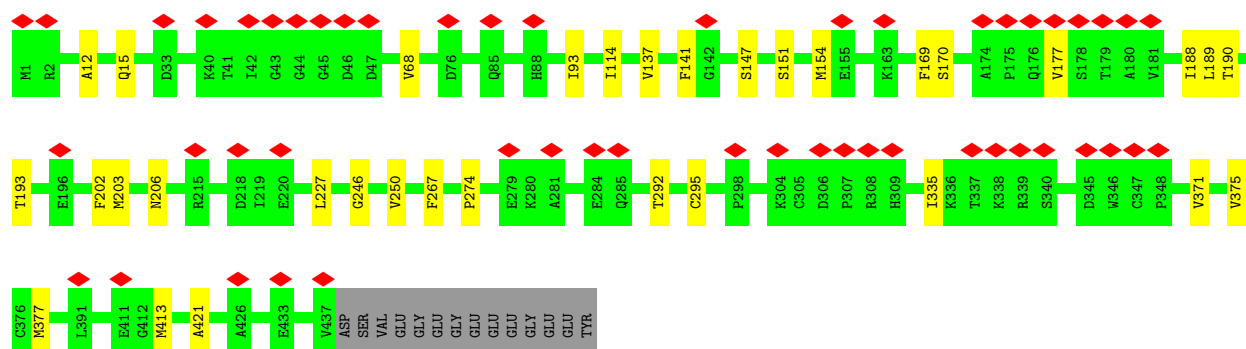 M1 R2 A12 Q15 D33 K40 T41 I42 G43 G44 G45 D46 D47 V68 D76 Q85 H88 I93 I114 V137 F141 G142 S147 S151 M154 E155 K163 F169 S170 A174 P175 Q176 V177 S178 T179 A180 V181 I188 L189 T190
T193 E196 F202 M203 N206 R215 D218 I219 E220 L227 G246 V250 F267 P274 E279 K280 A281 E284 Q285 T292 C295 P298 K304 C305 D306 P307 R308 H309 I335 K336 T337 K338 R339 S340 D345 W346 C347 P348 V371 V375
C376 M377 L391 E411 G412 M413 A421 A426 E433 V437 ASP SER VAL GLU GLY GLU GLY GLU GLU GLU GLU GLY GLU GLU TYR